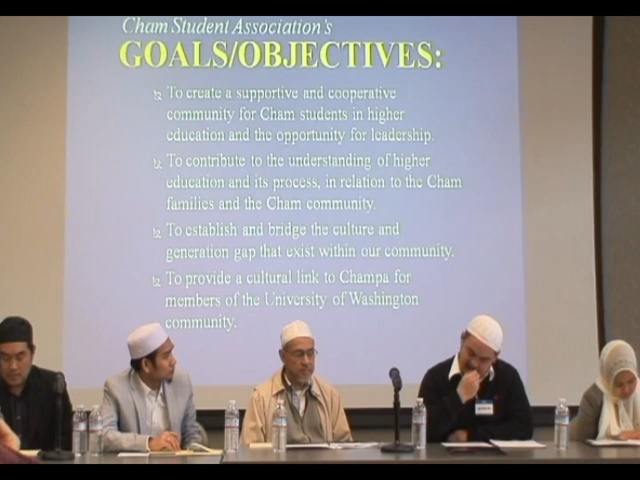 Cham Student Association's
GOALS/OBJECTIVES:
To create a supportive and cooperative
community for Cham students in higher
education and the opportunity for leadership.
To contribute to the understanding of higher
education and its process, in relation to the Cham
families and the Cham community.
To establish and bridge the culture and
generation gap that exist within our community.
To provide a cultural link to Champa for
members of the University of Washington
community.